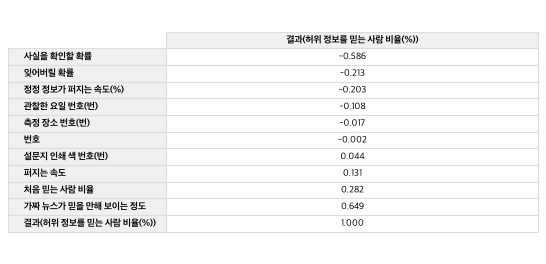 결과(허위 정보를 믿는 사람 비율(%))
사실을 확인할 확률 -0.586
잊어버릴 확률 -0.213
정정 정보가 퍼지는 속도(%) -0.203
관찰한 요일 번호(번) -0.108
측정 장소 번호(번) -0.017
번호 -0.002
설문지 인쇄 색 번호(번) 0.044
퍼지는 속도 0.131
처음 믿는 사람 비율 0.282
가짜 뉴스가 믿을 만해 보이는 정도 0.649
결과(허위 정보를 믿는 사람 비율(%)) 1.000